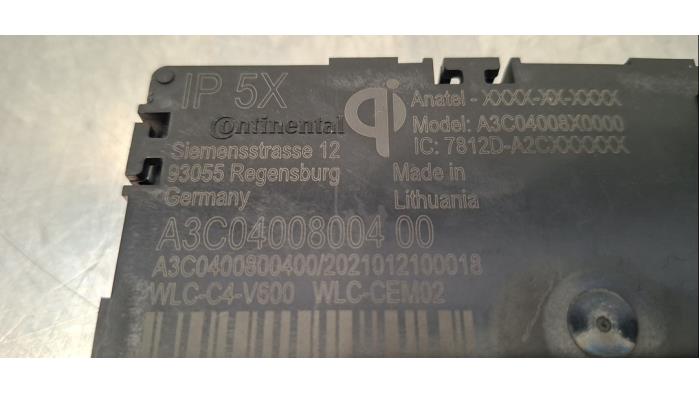 IP 5X
Continental
Siemensstrasse 12
93055 Regensburg
Germany
qi
Anatel - XXXX-XX-XXXX
Model: A3C04008X0000
IC: 7812D-A2CXXXXXX
Made in
Lithuania
A3C04008004 00
A3C0400800400/2021012100018
WLC-C4-V600 WLC-CEM02